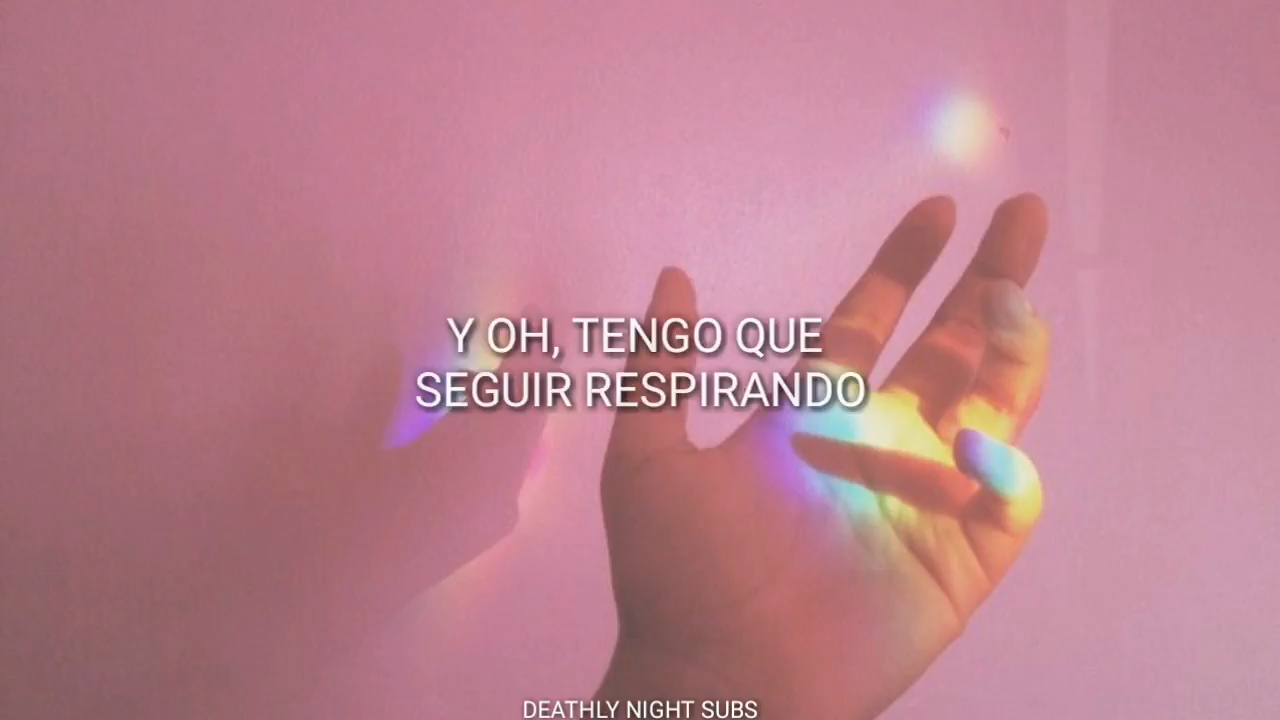 Y OH, TENGO QUE
SEGUIR RESPIRANDO
DEATHLY NIGHT SUBS